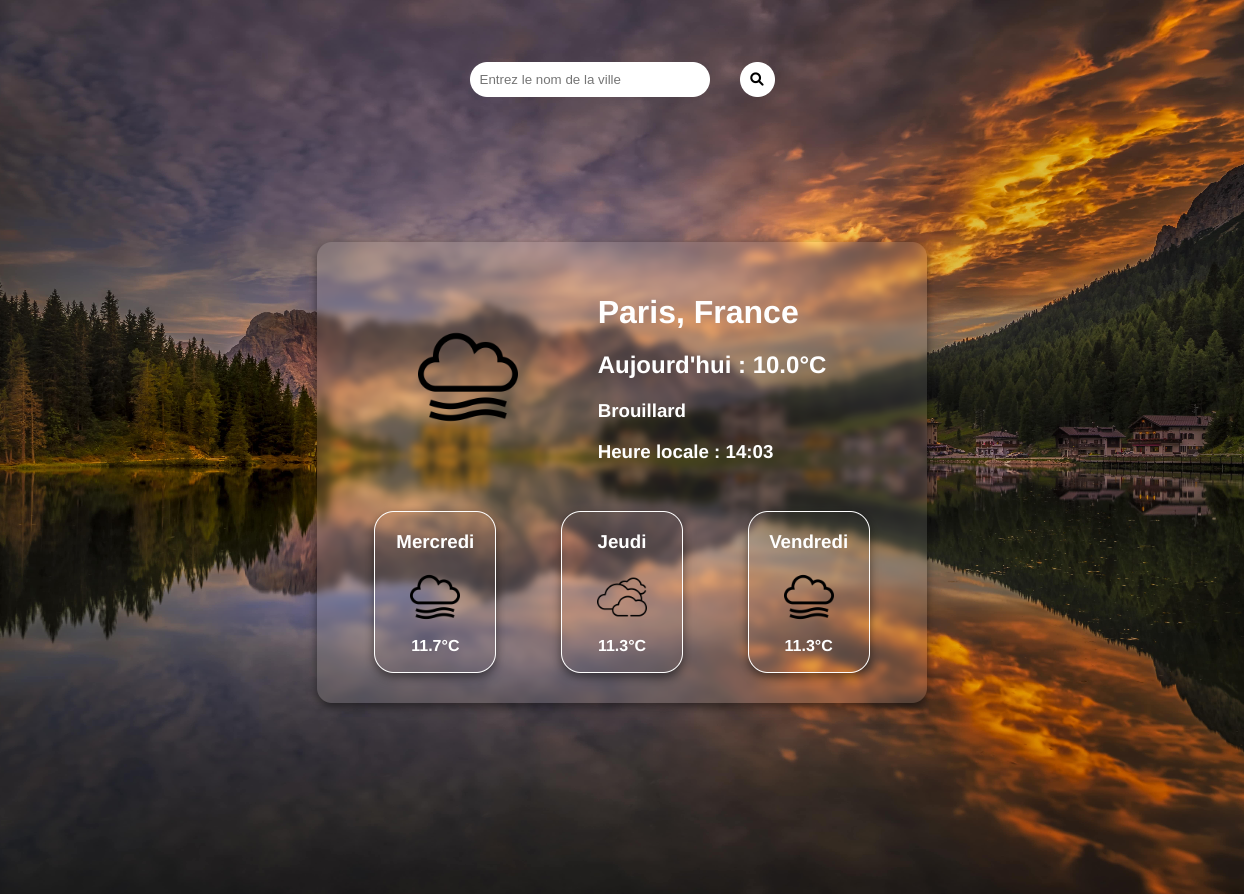 Entrez le nom de la ville
Paris, France
Aujourd'hui : 10.0°C
Brouillard
Heure locale : 14:03
Mercredi
11.7°C
Jeudi
11.3°C
Vendredi
11.3°C